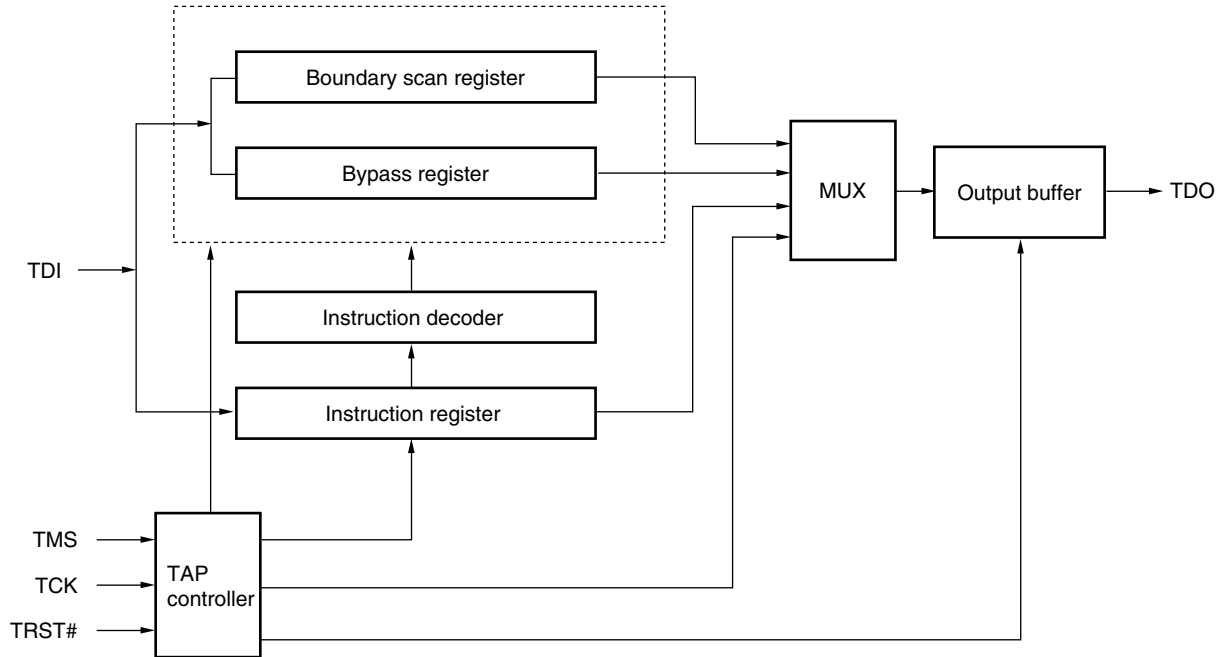 Boundary scan register
Bypass register
MUX
Output buffer
TDO
TDI
Instruction decoder
Instruction register
TMS
TCK
TRST#
TAP
controller